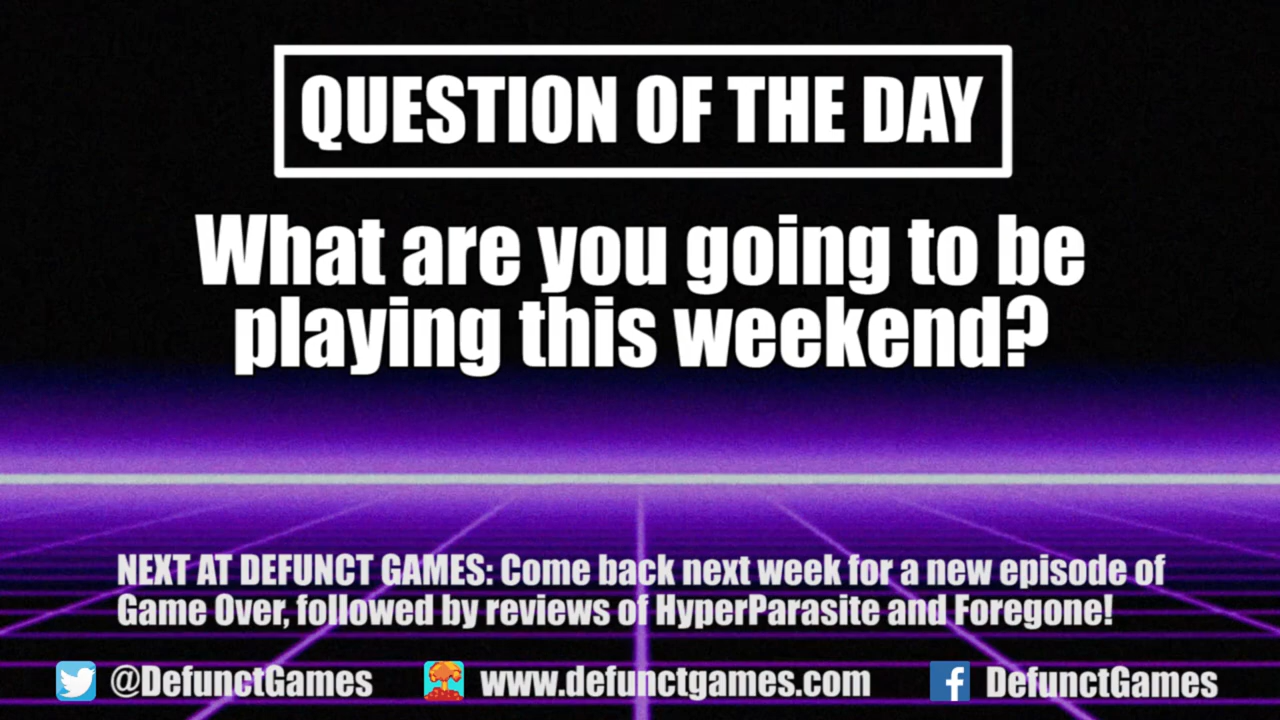 QUESTION OF THE DAY
What are you going to be
playing this weekend?
NEXT AT DEFUNCT GAMES: Come back next week for a new episode of
Game Over, followed by reviews of HyperParasite and Foregone!
@DefunctGames www.defunctgames.com DefunctGames